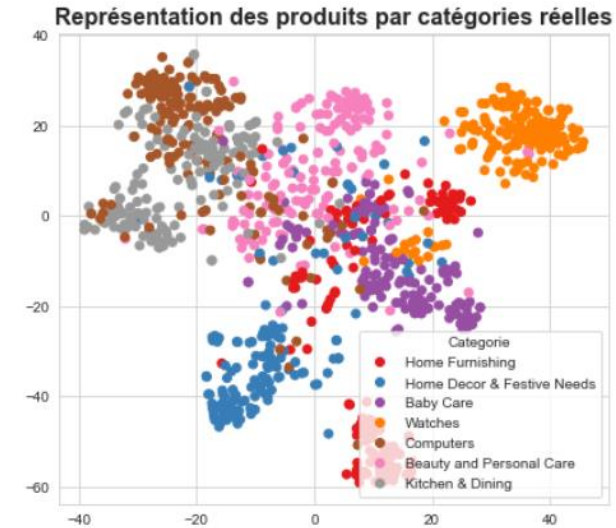 Représentation des produits par catégories réelles
40
20
0
−20
−40
−60
−40
−20
0
20
40
Categorie
Home Furnishing
Home Decor & Festive Needs
Baby Care
Watches
Computers
Beauty and Personal Care
Kitchen & Dining